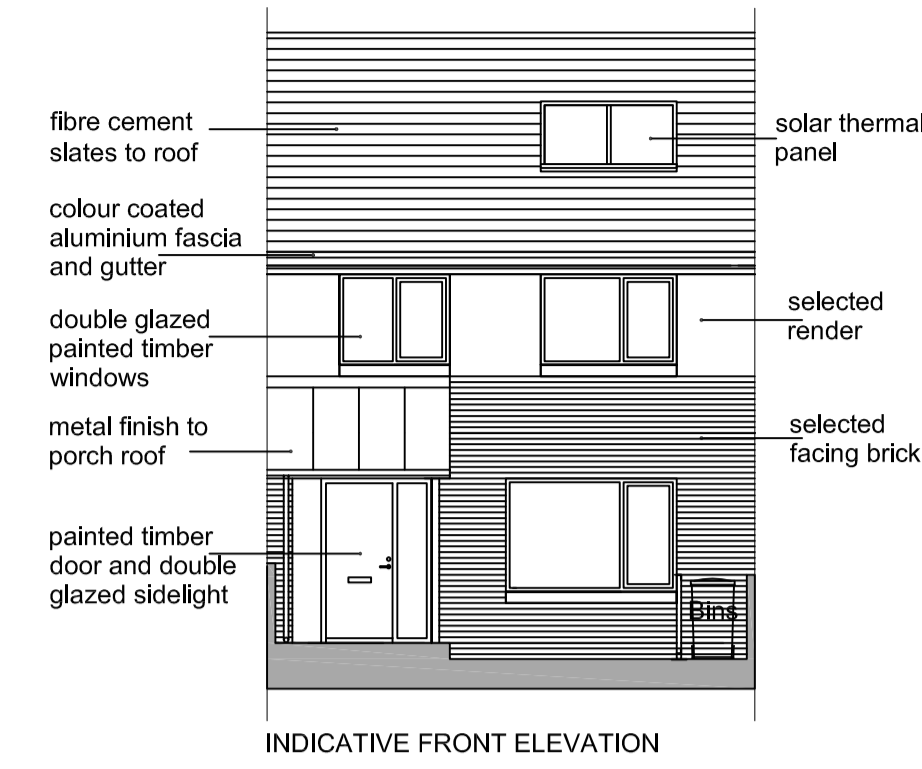 fibre cement
slates to roof
colour coated
aluminium fascia
and gutter
double glazed
painted timber
windows
metal finish to
porch roof
painted timber
door and double
glazed sidelight
solar thermal
panel
selected
render
selected
facing brick
Bins
INDICATIVE FRONT ELEVATION